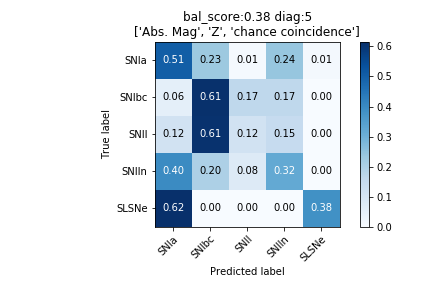 bal_score:0.38 diag:5
['Abs. Mag', 'Z', 'chance coincidence']
True label
SNIa 0.51 0.23 0.01 0.24 0.01
SNIbc 0.06 0.61 0.17 0.17 0.00
SNII 0.12 0.61 0.12 0.15 0.00
SNIIn 0.40 0.20 0.08 0.32 0.00
SLSNe 0.62 0.00 0.00 0.00 0.38
SNIa SNIbc SNII SNIIn SLSNe
Predicted label
0.6
0.5
0.4
0.3
0.2
0.1
0.0